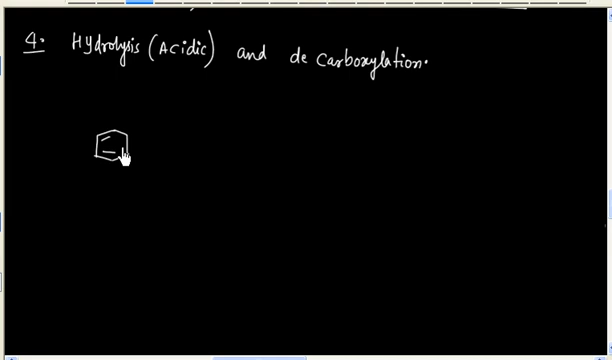 4. Hydrolysis (Acidic) and de carboxylation.